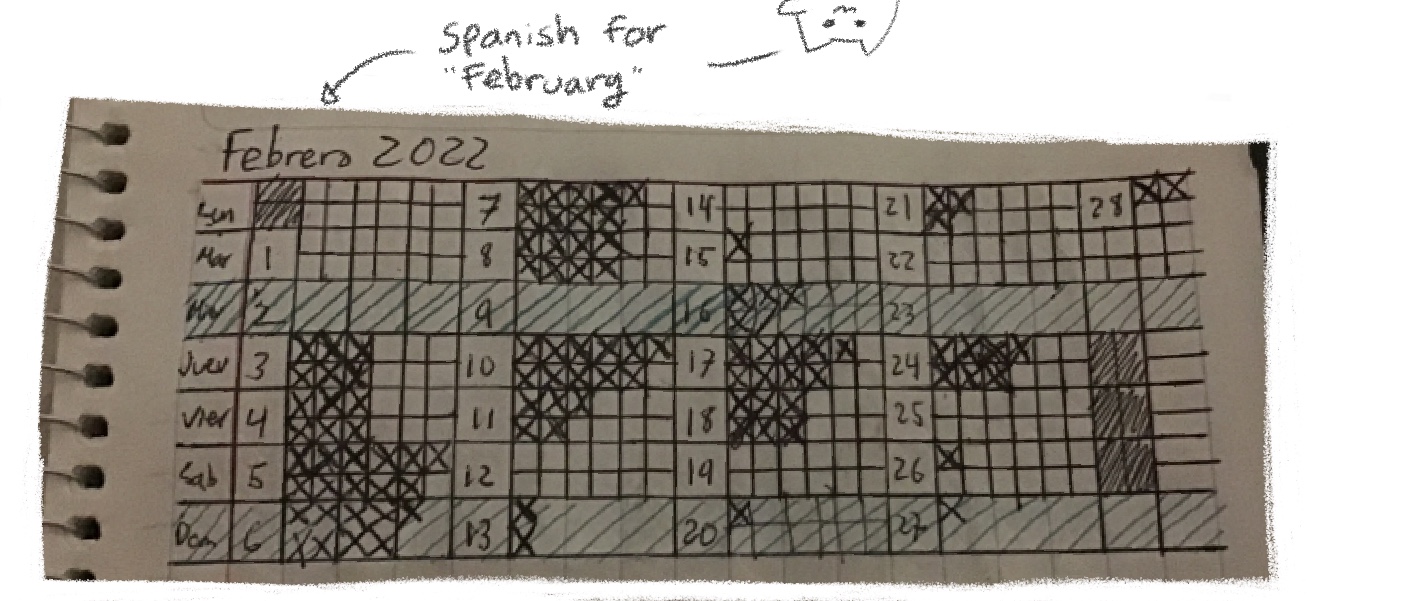 Spanish for
"February"
Febrero 2022
Lun 7 14 21 28
Mar 1 8 15 22
2 9 16 23
Juev 3 10 17 24
Vier 4 11 18 25
Sab 5 12 19 26
Dom 6 13 20 27